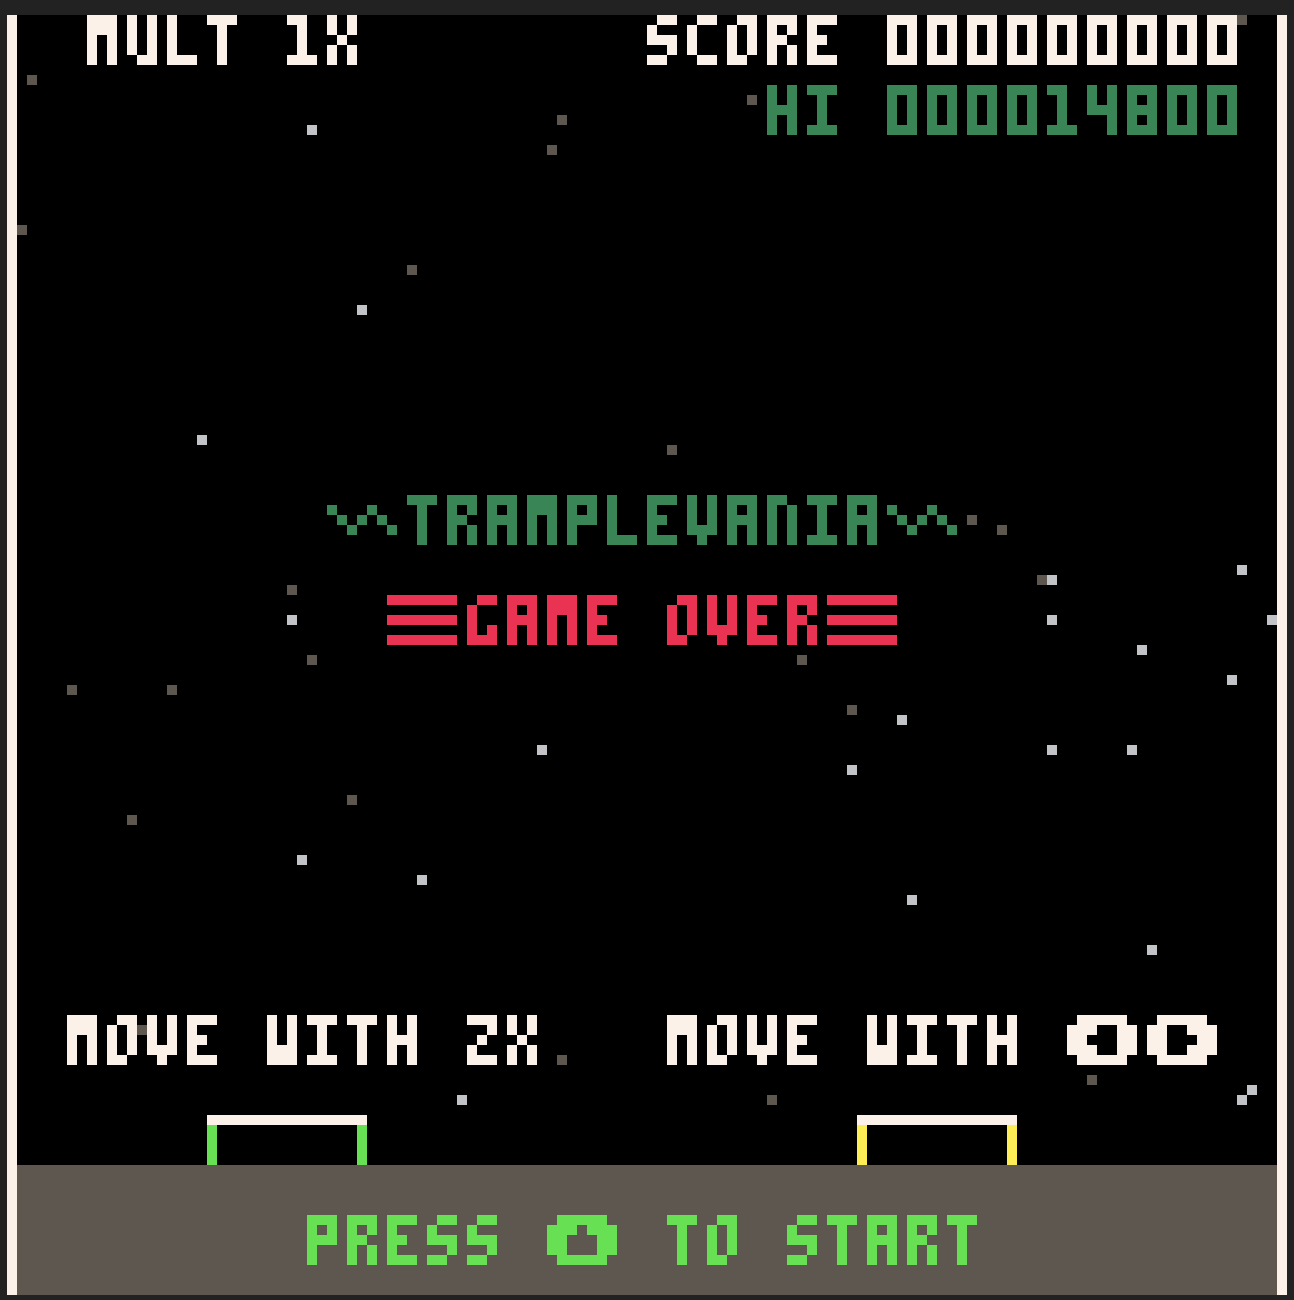 MULT 1X SCORE 000000000
HI 000014800
TRAMPLEVANIA
GAME OVER
MOVE WITH ZX MOVE WITH ⬅️➡️
PRESS ⬆️ TO START